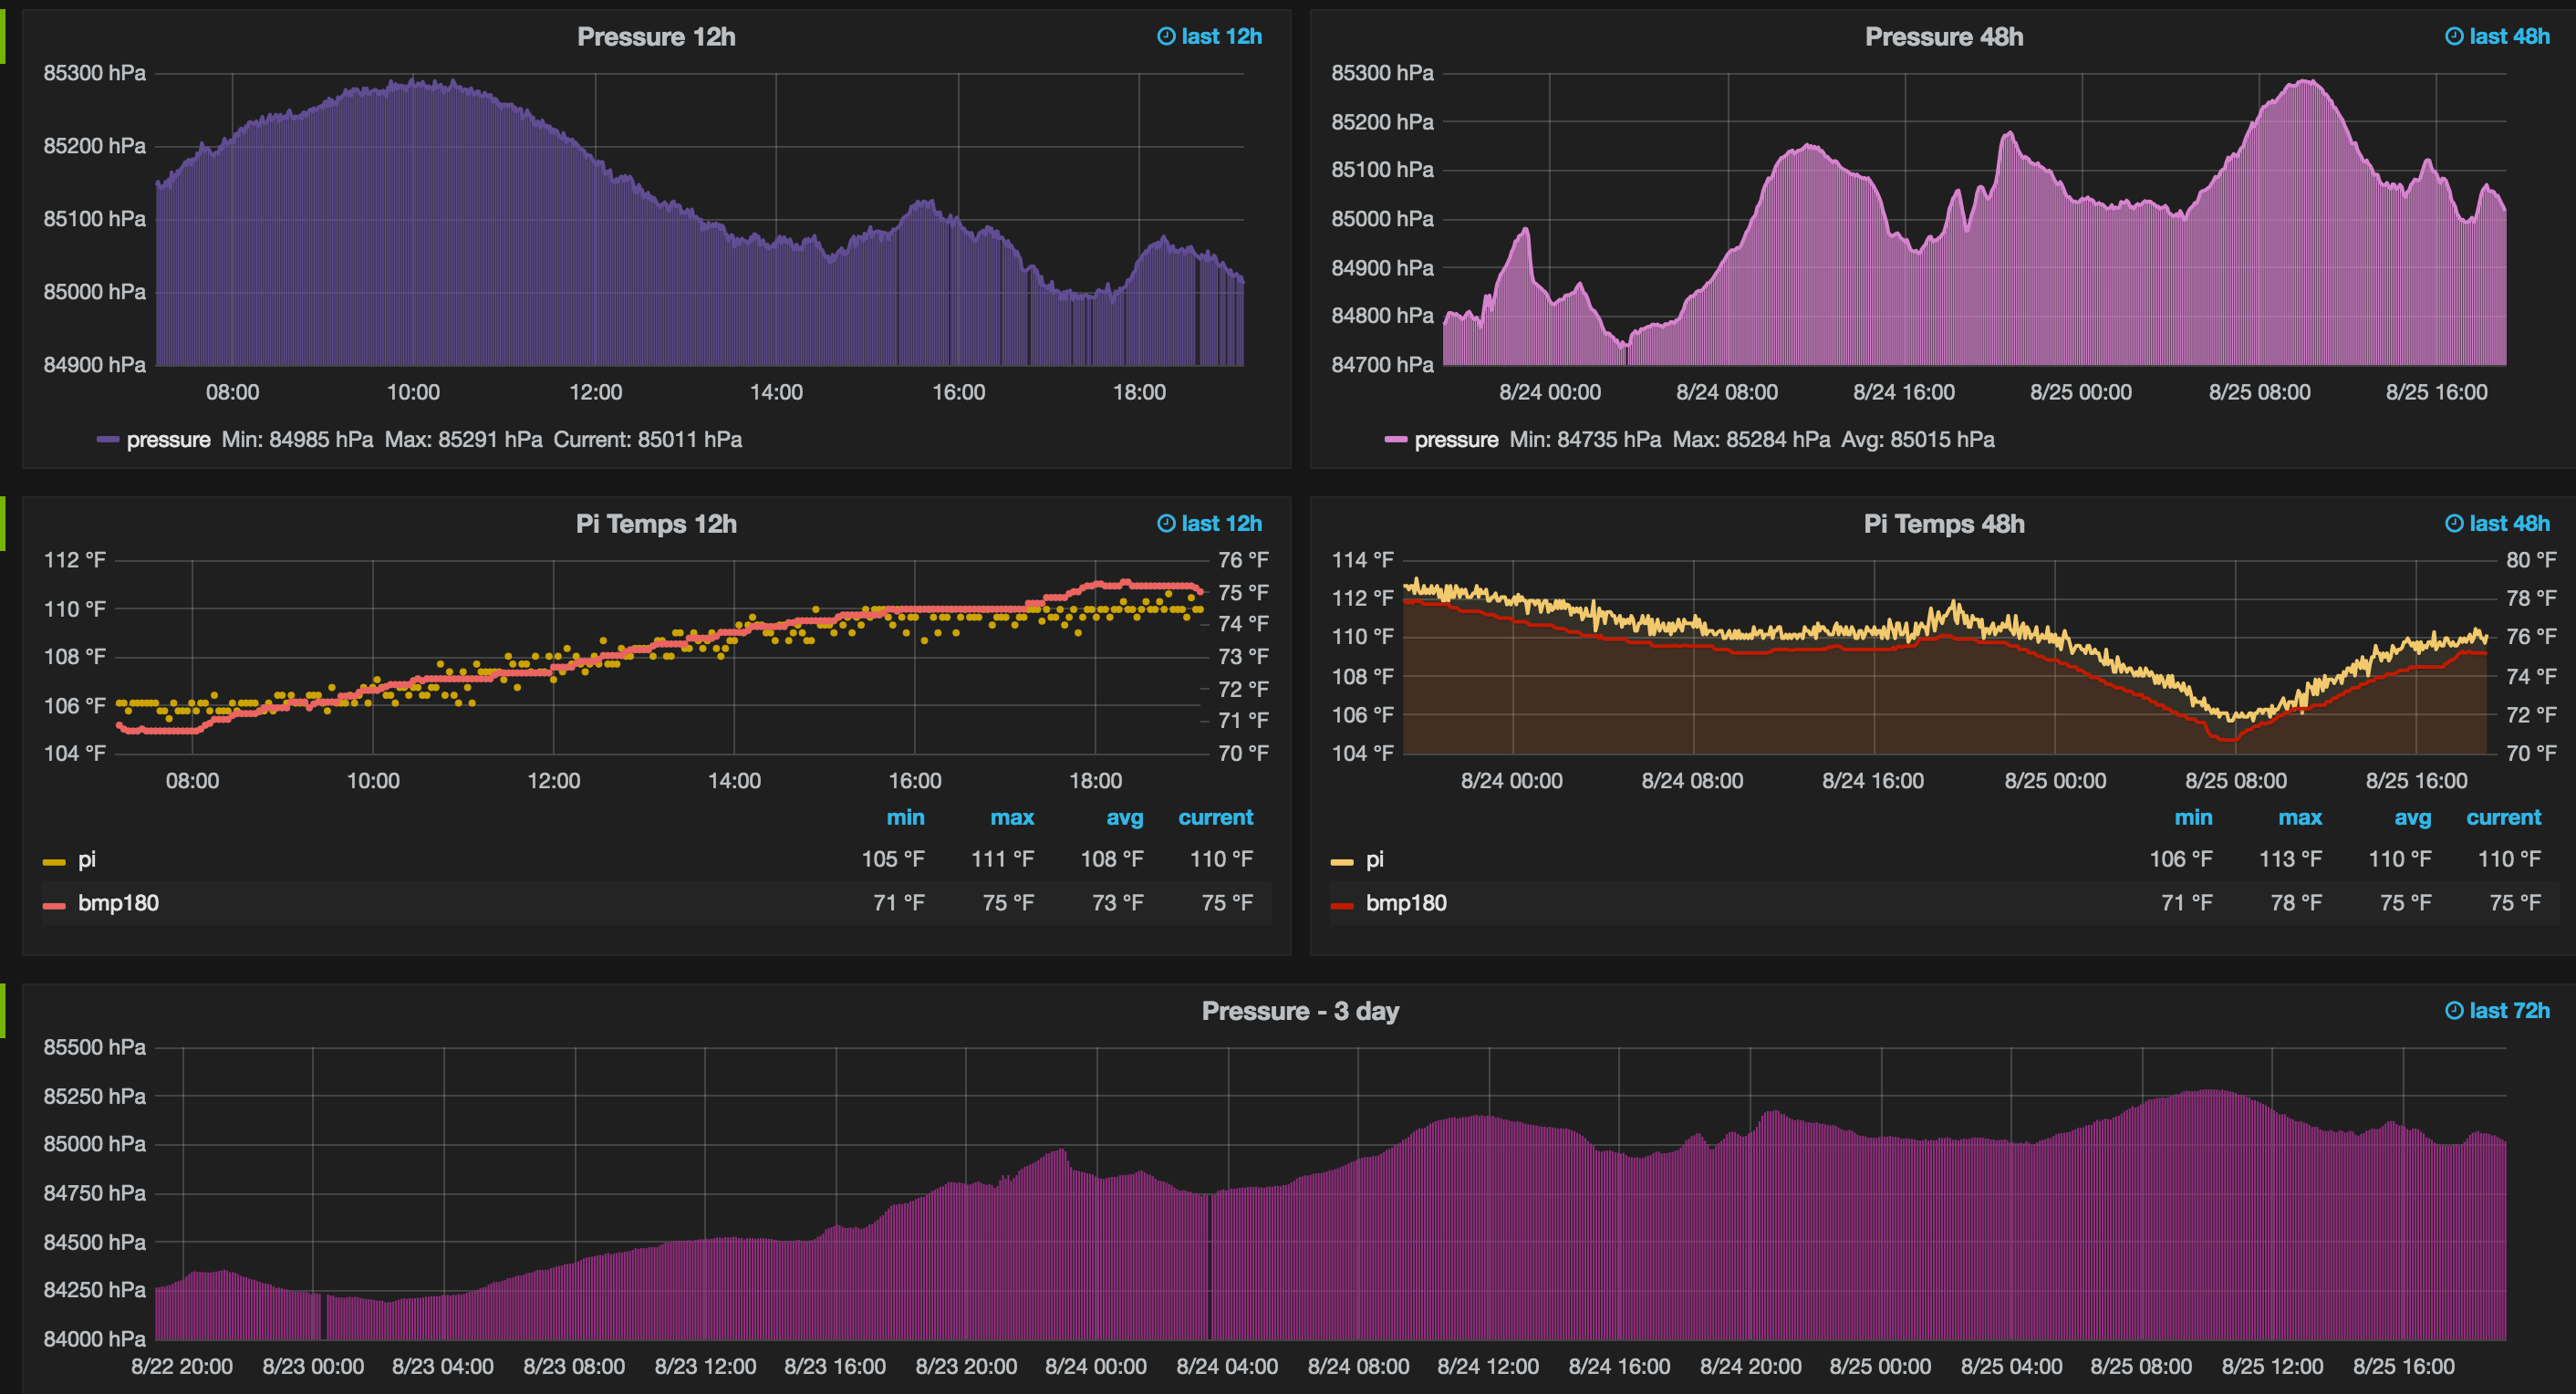 Pressure 12h
last 12h
85300 hPa
85200 hPa
85100 hPa
85000 hPa
84900 hPa
08:00 10:00 12:00 14:00 16:00 18:00
pressure Min: 84985 hPa Max: 85291 hPa Current: 85011 hPa
Pressure 48h
last 48h
85300 hPa
85200 hPa
85100 hPa
85000 hPa
84900 hPa
84800 hPa
84700 hPa
8/24 00:00 8/24 08:00 8/24 16:00 8/25 00:00 8/25 08:00 8/25 16:00
pressure Min: 84735 hPa Max: 85284 hPa Avg: 85015 hPa
Pi Temps 12h
last 12h
112 °F
110 °F
108 °F
106 °F
104 °F
76 °F
75 °F
74 °F
73 °F
72 °F
71 °F
70 °F
08:00 10:00 12:00 14:00 16:00 18:00
min max avg current
pi 105 °F 111 °F 108 °F 110 °F
bmp180 71 °F 75 °F 73 °F 75 °F
Pi Temps 48h
last 48h
114 °F
112 °F
110 °F
108 °F
106 °F
104 °F
80 °F
78 °F
76 °F
74 °F
72 °F
70 °F
8/24 00:00 8/24 08:00 8/24 16:00 8/25 00:00 8/25 08:00 8/25 16:00
min max avg current
pi 106 °F 113 °F 110 °F 110 °F
bmp180 71 °F 78 °F 75 °F 75 °F
Pressure - 3 day
last 72h
85500 hPa
85250 hPa
85000 hPa
84750 hPa
84500 hPa
84250 hPa
84000 hPa
8/22 20:00 8/23 00:00 8/23 04:00 8/23 08:00 8/23 12:00 8/23 16:00 8/23 20:00 8/24 00:00 8/24 04:00 8/24 08:00 8/24 12:00 8/24 16:00 8/24 20:00 8/25 00:00 8/25 04:00 8/25 08:00 8/25 12:00 8/25 16:00